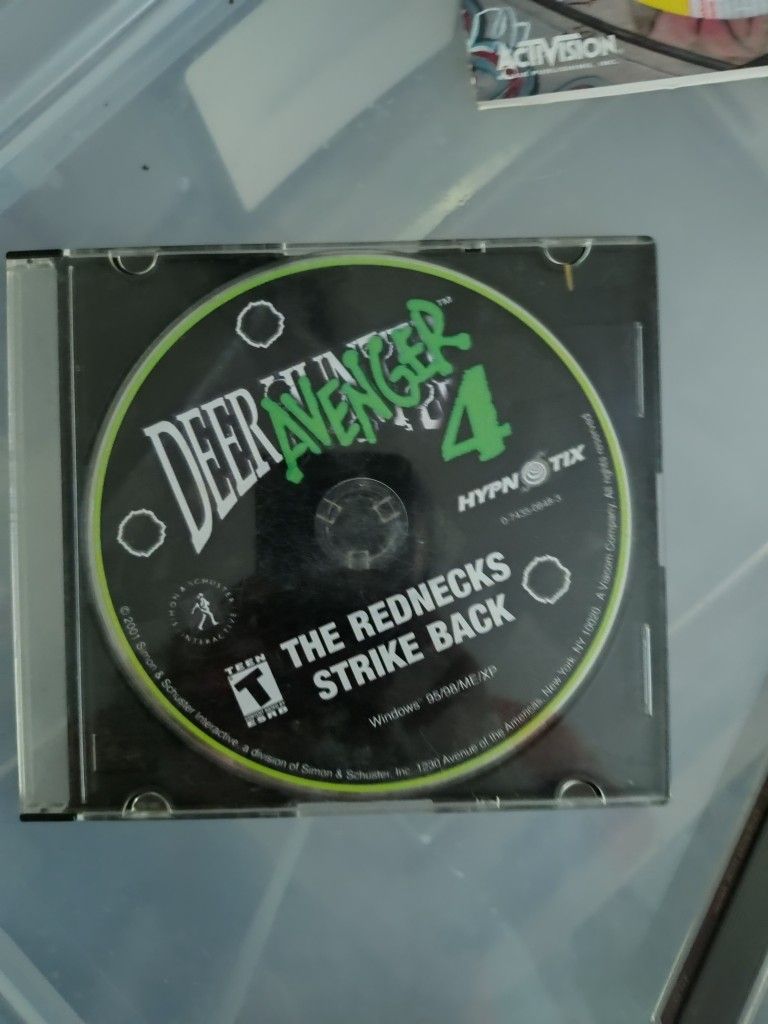 ACTIVISION
DEER AVENGER™
4
HYPNOTIX
SIMON & SCHUSTER
INTERACTIVE
THE REDNECKS
STRIKE BACK
TEEN
T
ESRB
Windows® 95/98/ME/XP
© 2001 Simon & Schuster Interactive, a division of Simon & Schuster, Inc. 1230 Avenue of the Americas, New York, NY 10020. A Viacom Company. All rights reserved.